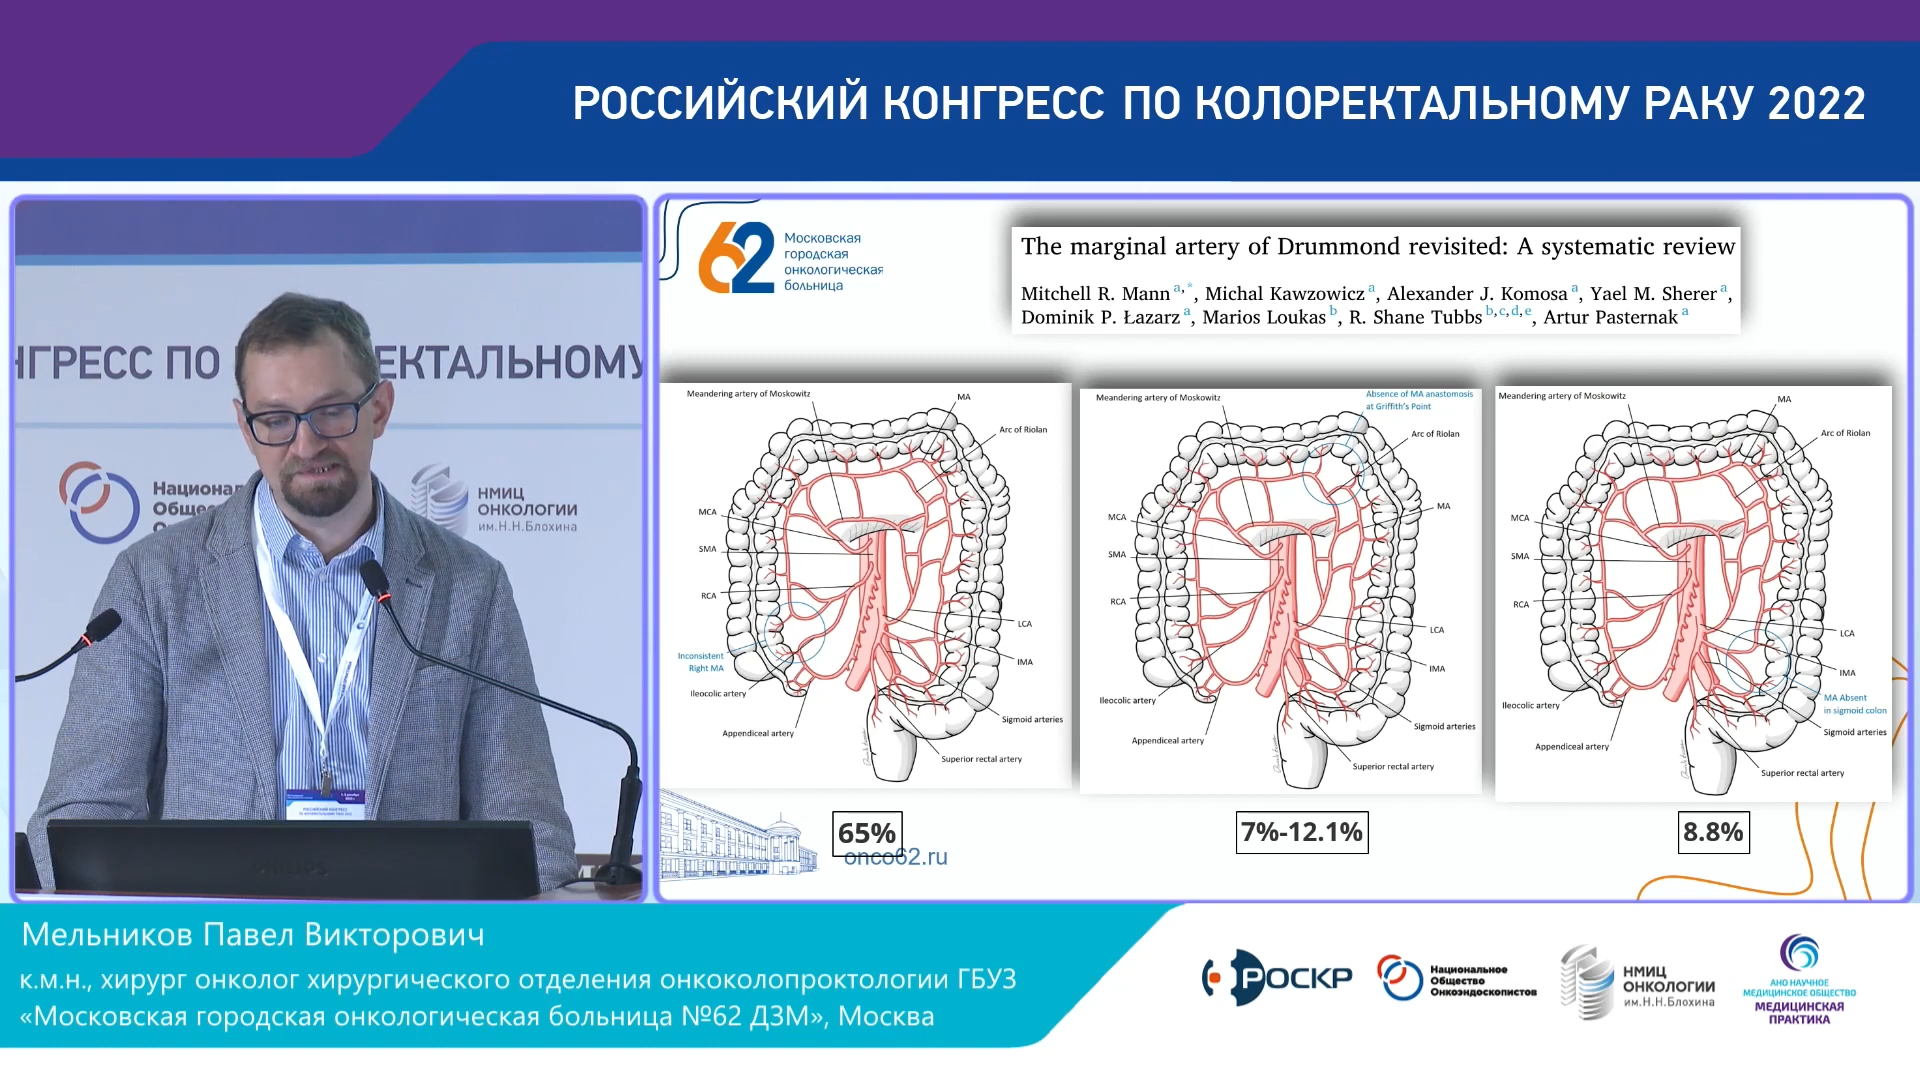 РОССИЙСКИЙ КОНГРЕСС ПО КОЛОРЕКТАЛЬНОМУ РАКУ 2022
НГРЕСС ПО
ЕКТАЛЬНОМУ
Национал
Обще
НМИЦ
ОНКОЛОГИИ
им.Н.Н.Блохина
РОССИЙСКИЙ КОНГРЕСС
PHILIPS
62
Московская
городская
онкологическая
больница
The marginal artery of Drummond revisited: A systematic review
Mitchell R. Mann a,*, Michal Kawzowicz a, Alexander J. Komosa a, Yael M. Sherer a,
Dominik P. Łazarz a, Marios Loukas b, R. Shane Tubbs b,c,d,e, Artur Pasternak a
Meandering artery of Moskowitz
MA
Arc of Riolan
MCA
SMA
RCA
LCA
IMA
Inconsistent
Right MA
Ileocolic artery
Sigmoid arteries
Appendiceal artery
Superior rectal artery
65%
Meandering artery of Moskowitz
Absence of MA anastomosis
at Griffith's Point
Arc of Riolan
MA
MCA
SMA
RCA
LCA
IMA
Ileocolic artery
Sigmoid arteries
Appendiceal artery
Superior rectal artery
7%-12.1%
Meandering artery of Moskowitz
MA
Arc of Riolan
MCA
SMA
RCA
LCA
IMA
MA Absent
in sigmoid colon
Ileocolic artery
Sigmoid arteries
Appendiceal artery
Superior rectal artery
8.8%
onco62.ru
Мельников Павел Викторович
к.м.н., хирург онколог хирургического отделения онкоколопроктологии ГБУЗ
«Московская городская онкологическая больница №62 ДЗМ», Москва
РОСКР
Национальное
Общество
Онкоэндоскопистов
НМИЦ
ОНКОЛОГИИ
им.Н.Н.Блохина
АНО НАУЧНОЕ
МЕДИЦИНСКОЕ ОБЩЕСТВО
МЕДИЦИНСКАЯ
ПРАКТИКА